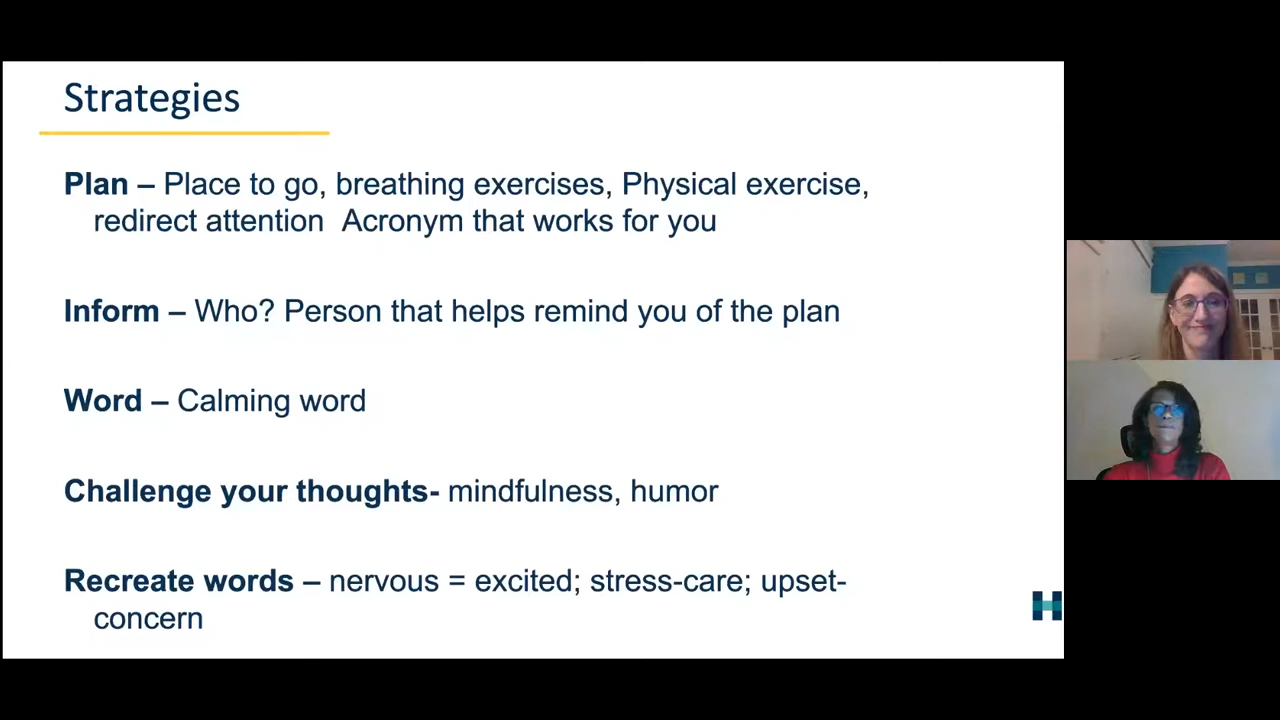 Strategies
Plan – Place to go, breathing exercises, Physical exercise,
redirect attention  Acronym that works for you
Inform – Who? Person that helps remind you of the plan
Word – Calming word
Challenge your thoughts- mindfulness, humor
Recreate words – nervous = excited; stress-care; upset-
concern